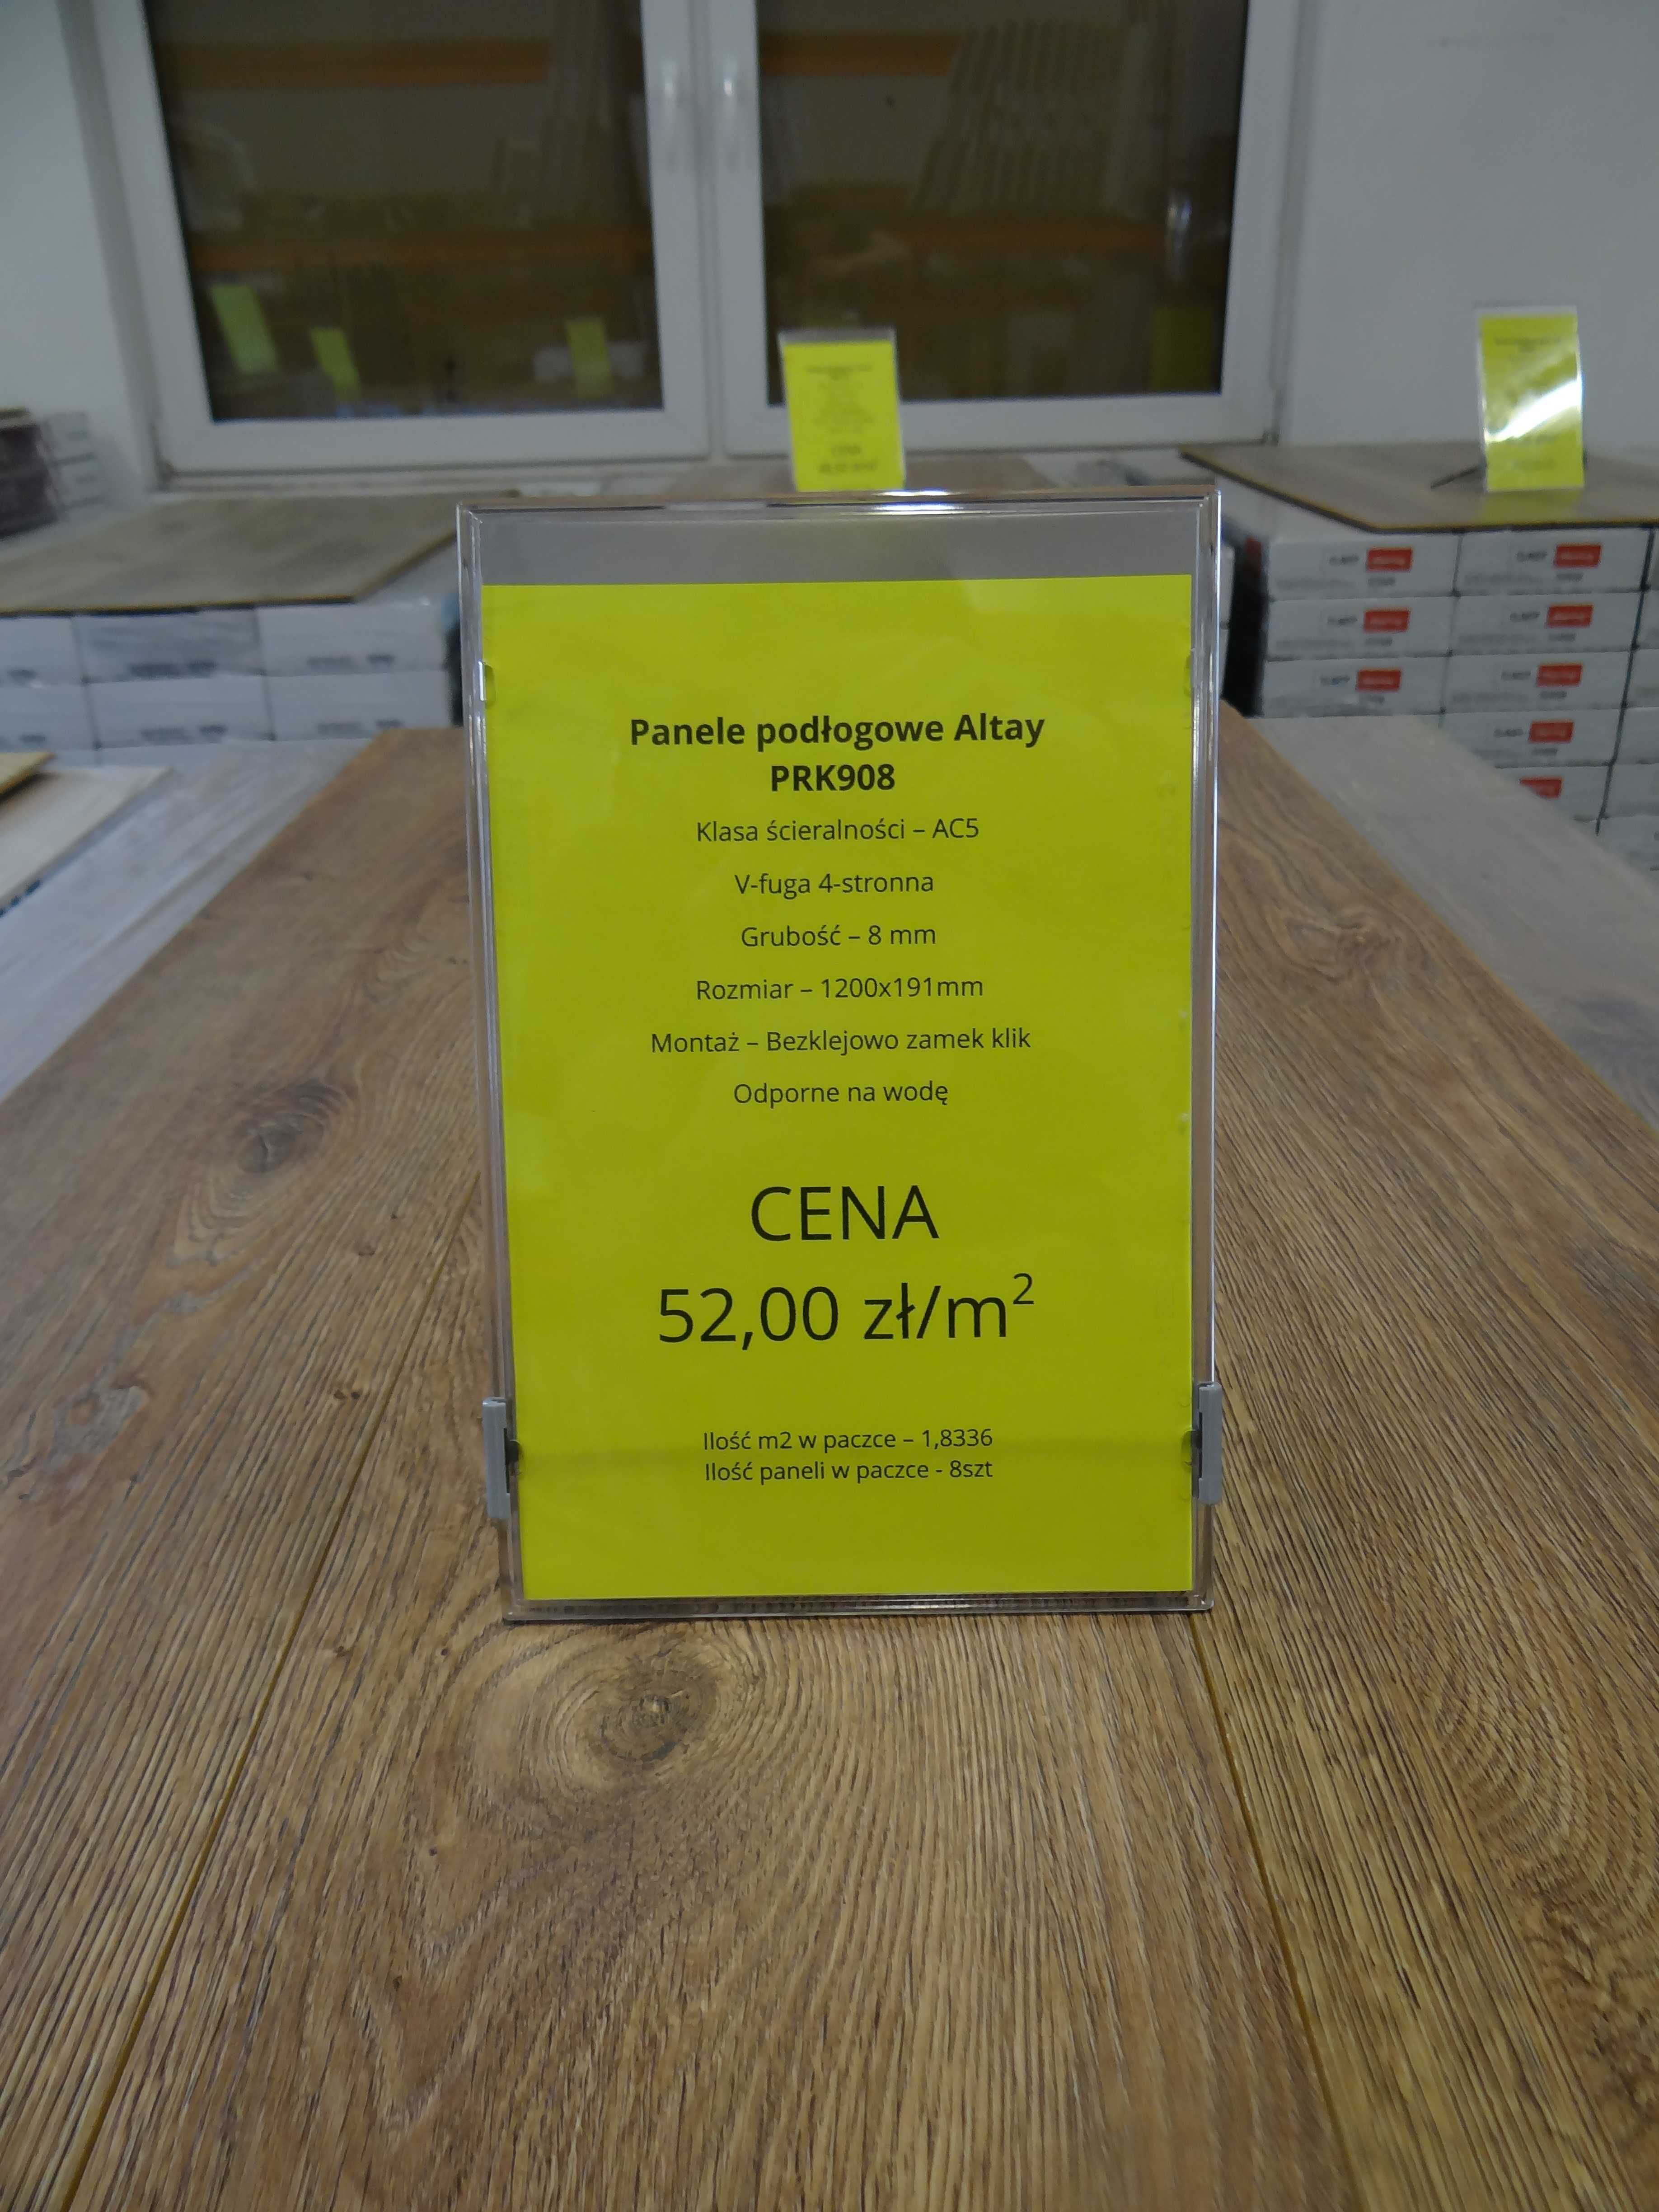 Panele podłogowe Altay
PRK908
Klasa ścieralności – AC5
V-fuga 4-stronna
Grubość – 8 mm
Rozmiar – 1200x191mm
Montaż – Bezklejowo zamek klik
Odporne na wodę
CENA
52,00 zł/m²
Ilość m2 w paczce – 1,8336
Ilość paneli w paczce - 8szt